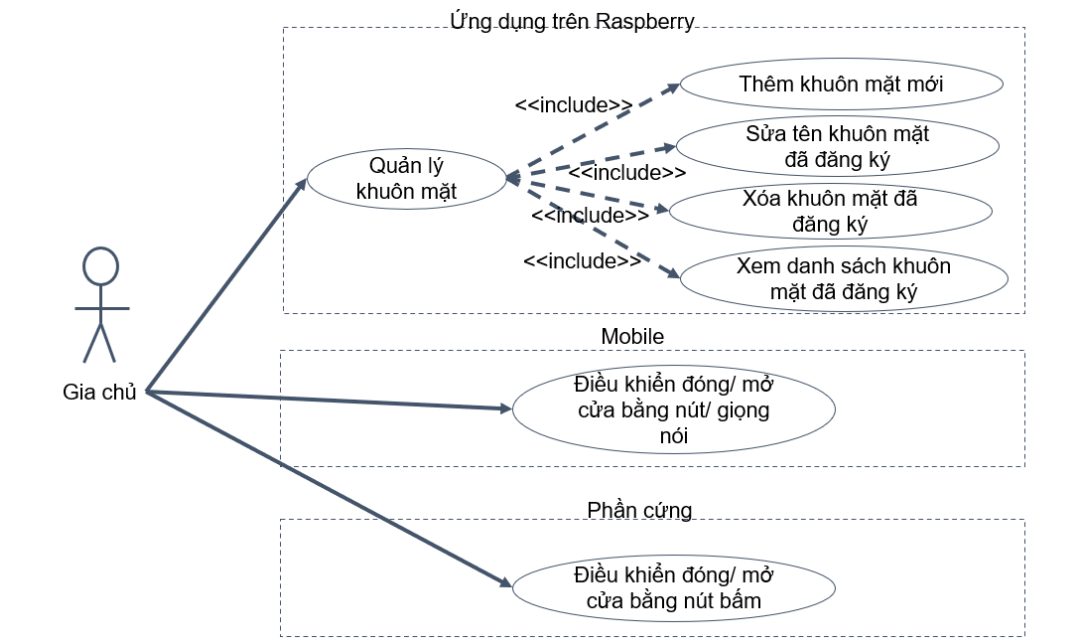 Ứng dụng trên Raspberry
Thêm khuôn mặt mới
<<include>>
Sửa tên khuôn mặt
đã đăng ký
Quản lý
khuôn mặt
<<include>>
Xóa khuôn mặt đã
đăng ký
<<include>>
Xem danh sách khuôn
mặt đã đăng ký
<<include>>
Gia chủ
Mobile
Điều khiển đóng/ mở
cửa bằng nút/ giọng
nói
Phần cứng
Điều khiển đóng/ mở
cửa bằng nút bấm